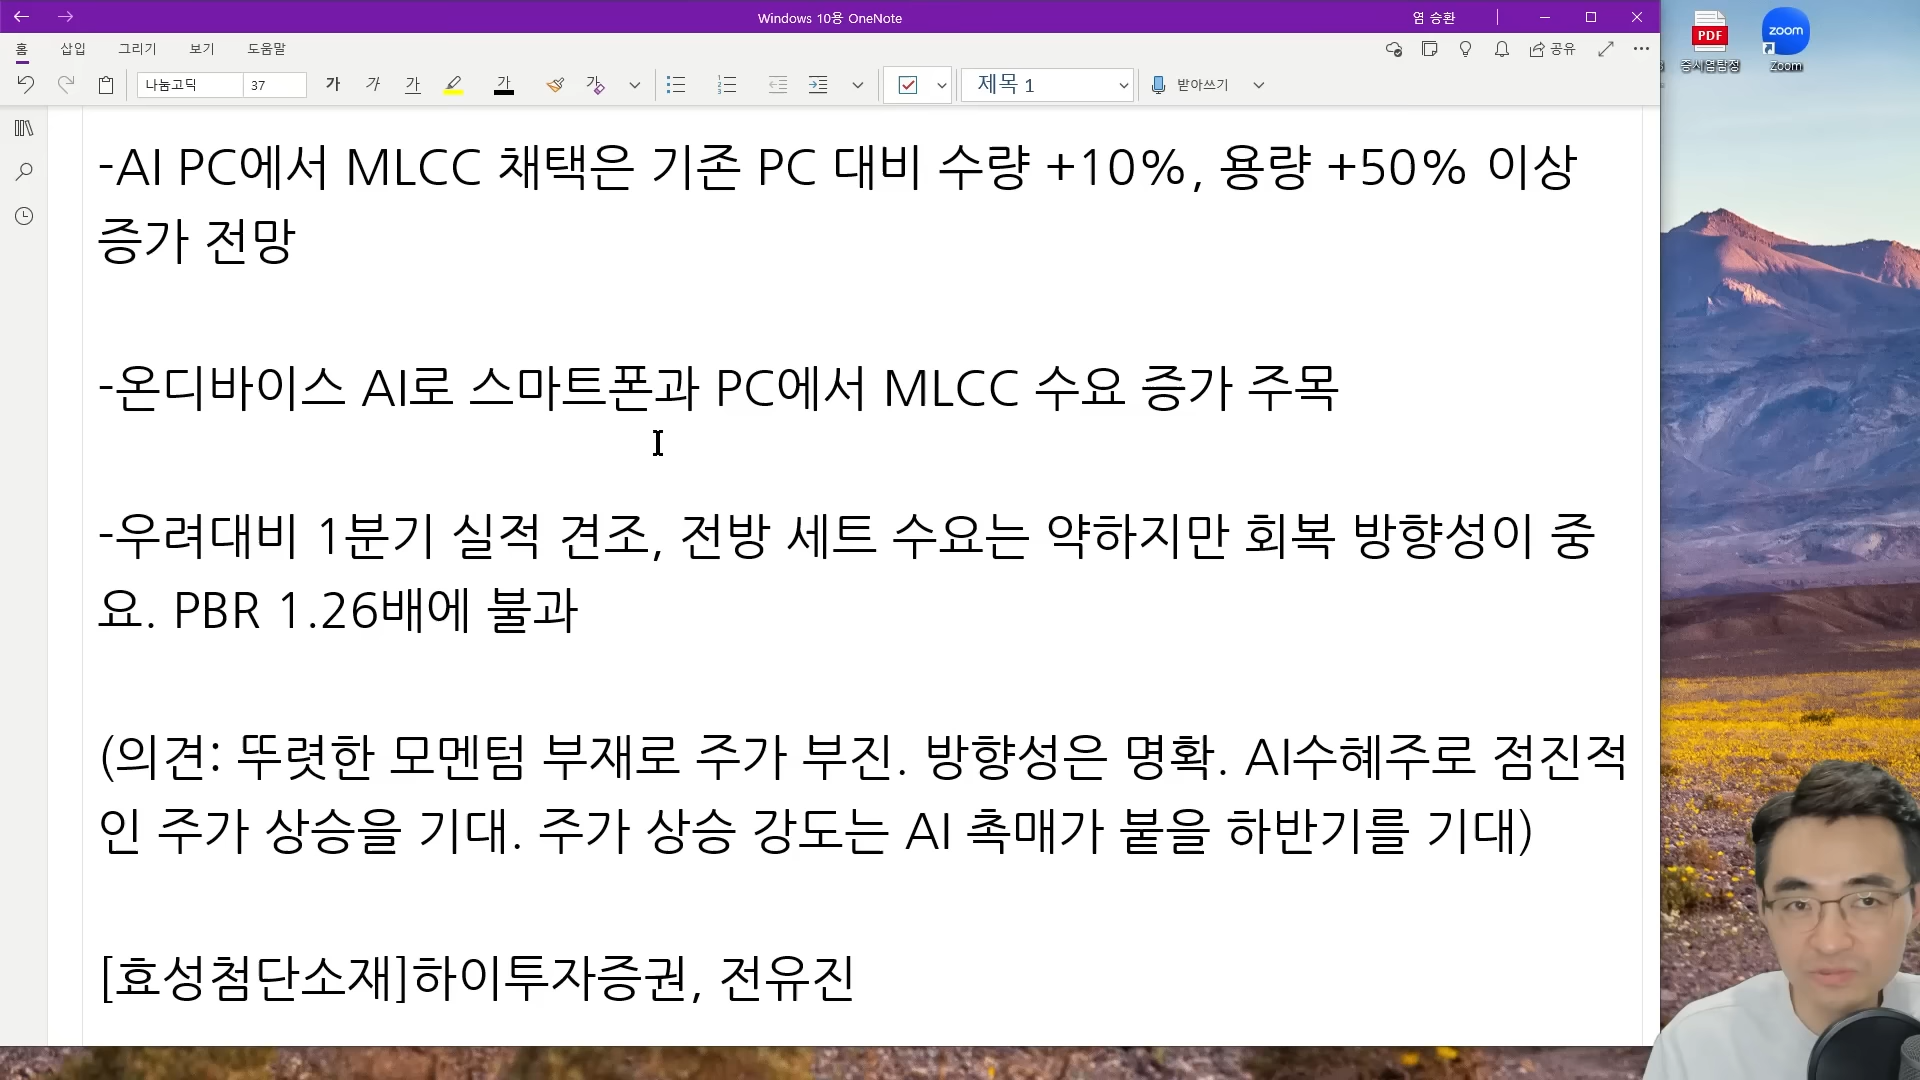 Windows 10용 OneNote
염 승환
홈 삽입 그리기 보기 도움말
공유
나눔고딕 37 가 가 가 가 가 제목 1 받아쓰기
-AI PC에서 MLCC 채택은 기존 PC 대비 수량 +10%, 용량 +50% 이상
증가 전망
-온디바이스 AI로 스마트폰과 PC에서 MLCC 수요 증가 주목
-우려대비 1분기 실적 견조, 전방 세트 수요는 약하지만 회복 방향성이 중
요. PBR 1.26배에 불과
(의견: 뚜렷한 모멘텀 부재로 주가 부진. 방향성은 명확. AI수혜주로 점진적
인 주가 상승을 기대. 주가 상승 강도는 AI 촉매가 붙을 하반기를 기대)
[효성첨단소재]하이투자증권, 전유진
PDF
증시염탐정
zoom
Zoom